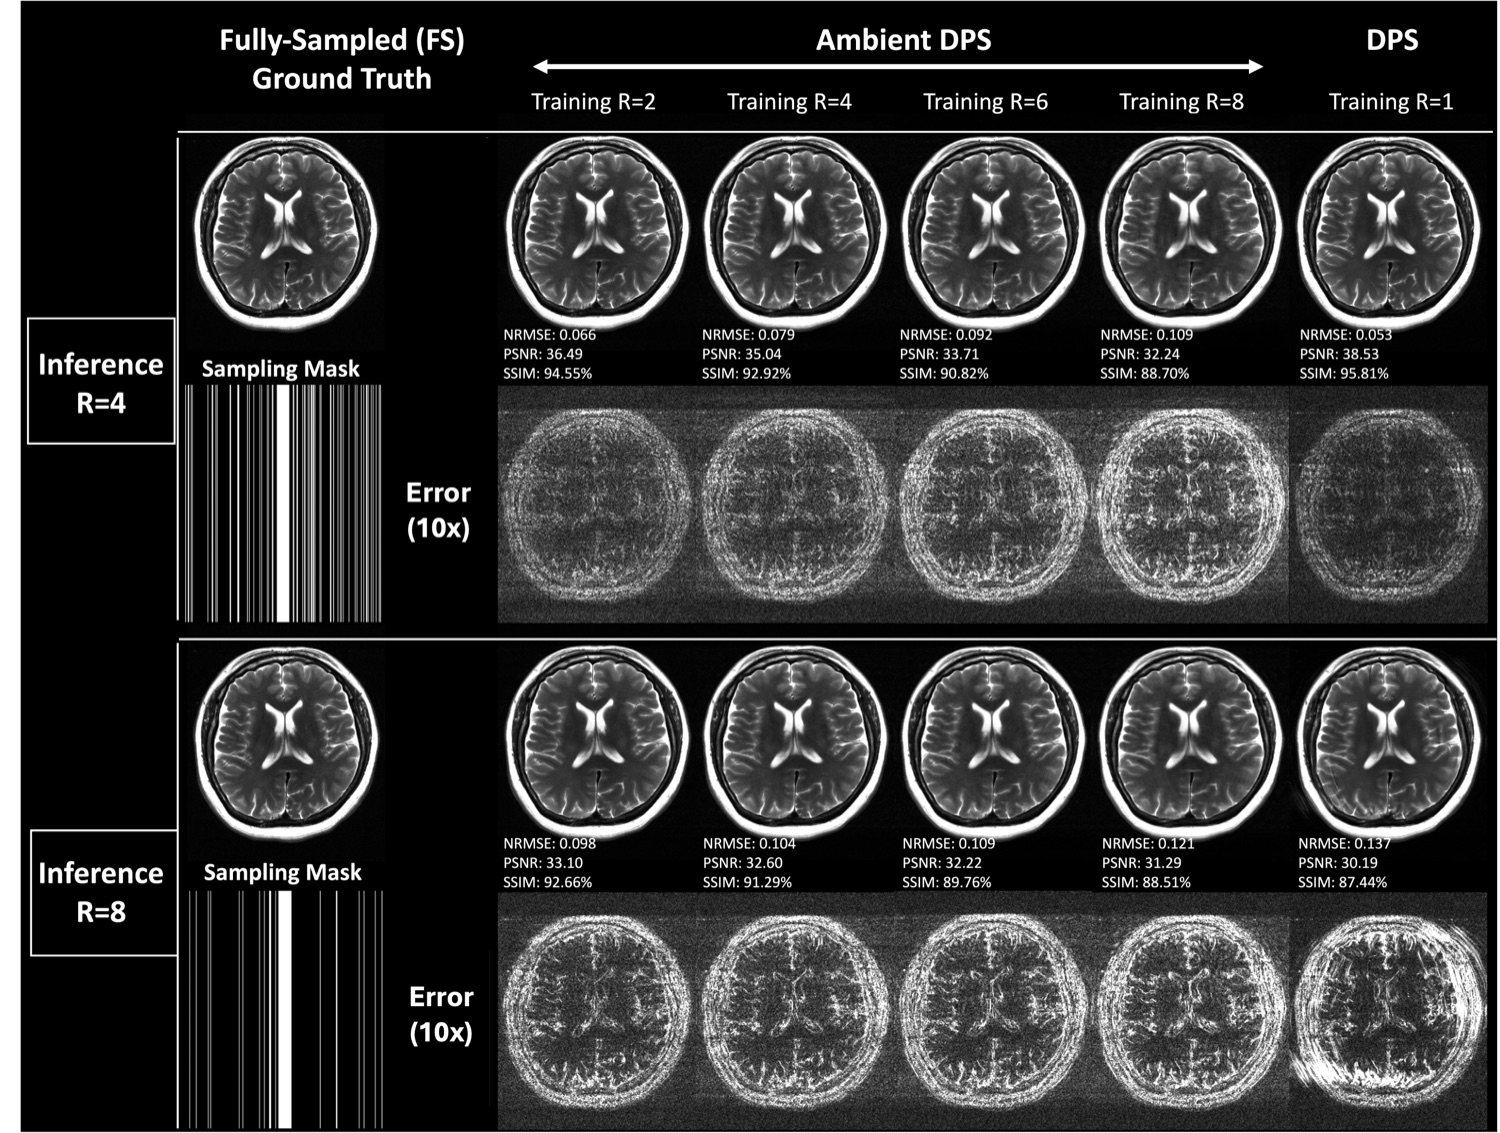 Fully-Sampled (FS)
Ground Truth
Ambient DPS
DPS
Training R=2
Training R=4
Training R=6
Training R=8
Training R=1
Inference
R=4
NRMSE: 0.066
PSNR: 36.49
SSIM: 94.55%
NRMSE: 0.079
PSNR: 35.04
SSIM: 92.92%
NRMSE: 0.092
PSNR: 33.71
SSIM: 90.82%
NRMSE: 0.109
PSNR: 32.24
SSIM: 88.70%
NRMSE: 0.053
PSNR: 38.53
SSIM: 95.81%
Sampling Mask
Error
(10x)
Inference
R=8
NRMSE: 0.098
PSNR: 33.10
SSIM: 92.66%
NRMSE: 0.104
PSNR: 32.60
SSIM: 91.29%
NRMSE: 0.109
PSNR: 32.22
SSIM: 89.76%
NRMSE: 0.121
PSNR: 31.29
SSIM: 88.51%
NRMSE: 0.137
PSNR: 30.19
SSIM: 87.44%
Sampling Mask
Error
(10x)